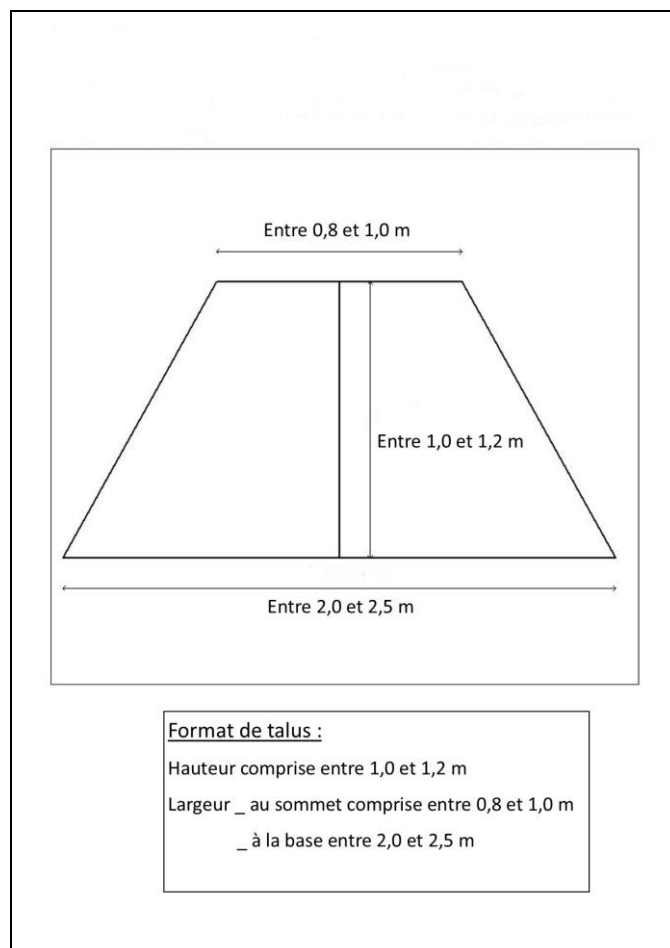 Entre 0,8 et 1,0 m
Entre 1,0 et 1,2 m
Entre 2,0 et 2,5 m
Format de talus :
Hauteur comprise entre 1,0 et 1,2 m
Largeur _ au sommet comprise entre 0,8 et 1,0 m
_ à la base entre 2,0 et 2,5 m